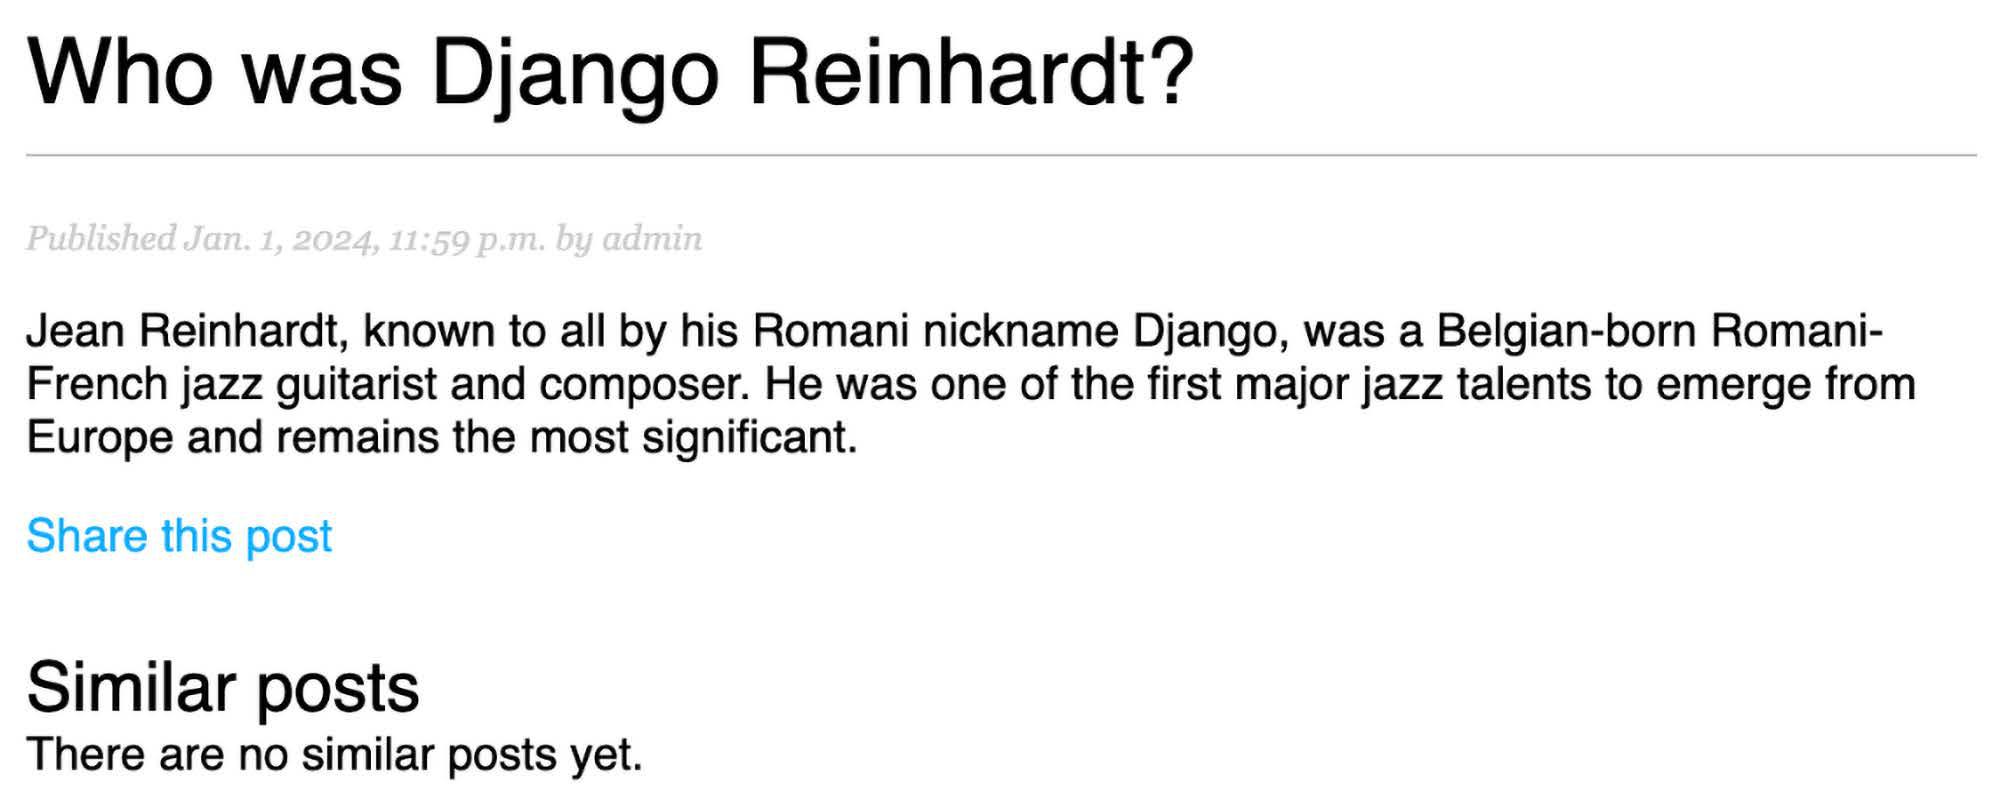 Who was Django Reinhardt?
Published Jan. 1, 2024, 11:59 p.m. by admin
Jean Reinhardt, known to all by his Romani nickname Django, was a Belgian-born Romani-
French jazz guitarist and composer. He was one of the first major jazz talents to emerge from
Europe and remains the most significant.
Share this post
Similar posts
There are no similar posts yet.